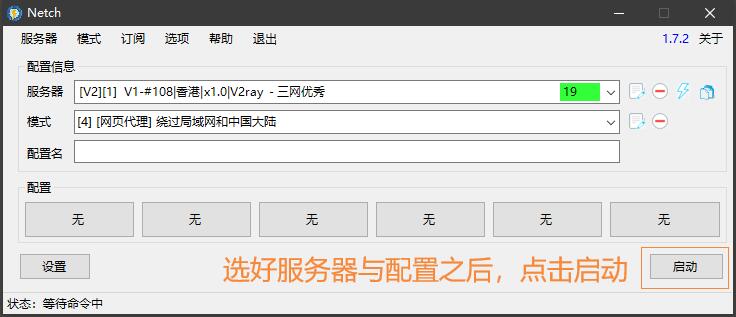 Netch
服务器 模式 订阅 选项 帮助 退出 1.7.2 关于
配置信息
服务器 [V2][1] V1-#108|香港|x1.0|V2ray - 三网优秀 19
模式 [4] [网页代理] 绕过局域网和中国大陆
配置名
配置
无 无 无 无 无 无
设置 选好服务器与配置之后，点击启动 启动
状态：等待命令中